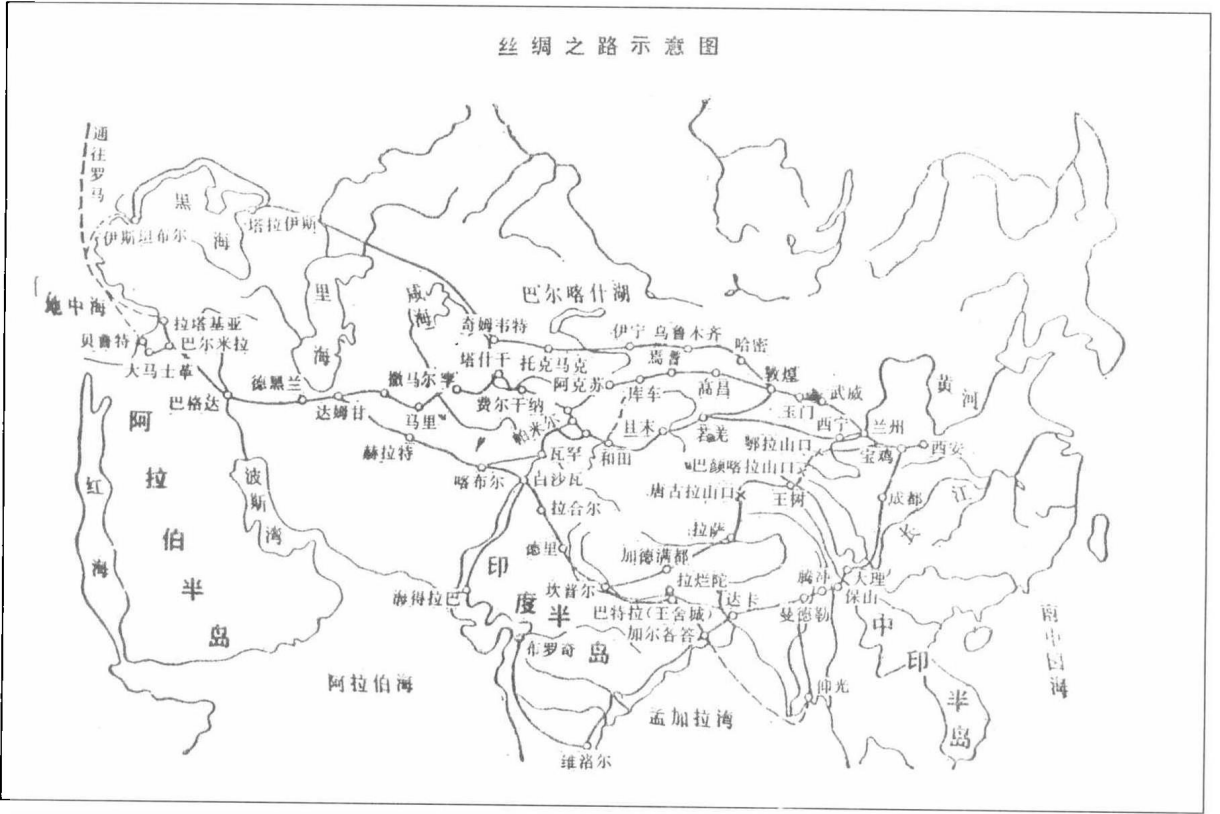 丝绸之路示意图
通往罗马
黑海
塔拉伊斯
伊斯坦布尔
地中海
里海
咸海
巴尔喀什湖
拉塔基亚
贝鲁特
巴尔米拉
大马士革
奇姆韦特
伊宁
乌鲁木齐
哈密
塔什干
托克马克
焉耆
德黑兰
撒马尔罕
阿克苏
库车
高昌
敦煌
武威
黄河
巴格达
达姆甘
马里
费尔干纳
玉门
西宁
兰州
帕米尔
且末
若羌
赫拉特
瓦罕
和田
鄂拉山口
宝鸡
西安
喀布尔
白沙瓦
巴颜喀拉山口
唐古拉山口
玉树
成都
长江
阿拉伯半岛
红海
波斯湾
拉合尔
拉萨
德里
加德满都
印度半岛
坎普尔
拉烂陀
达卡
腾冲
大理
保山
海得拉巴
巴特拉(王舍城)
曼德勒
加尔各答
布罗奇
中印半岛
南中国海
阿拉伯海
孟加拉湾
仰光
维洛尔